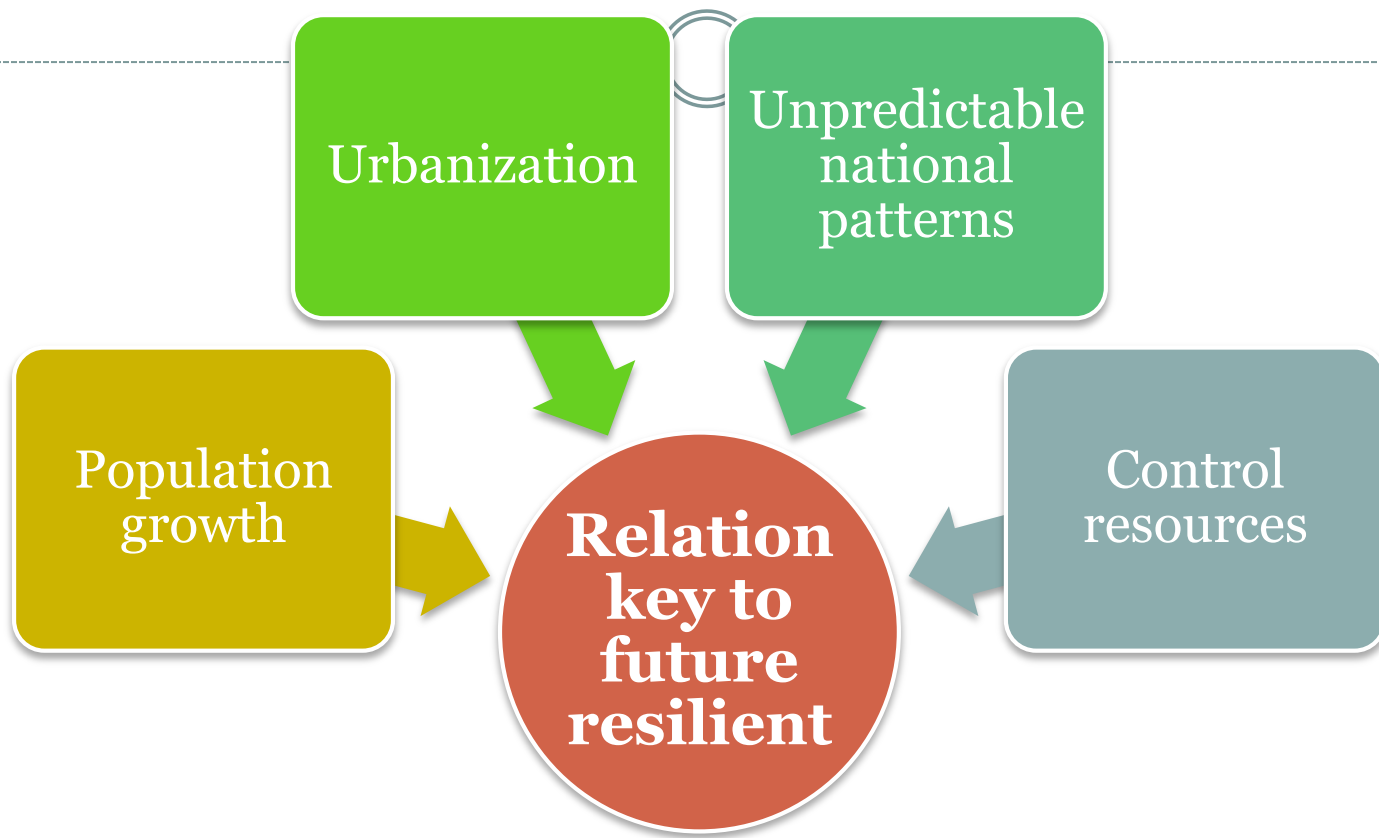 Urbanization
Unpredictable
national
patterns
Population
growth
Control
resources
Relation
key to
future
resilient